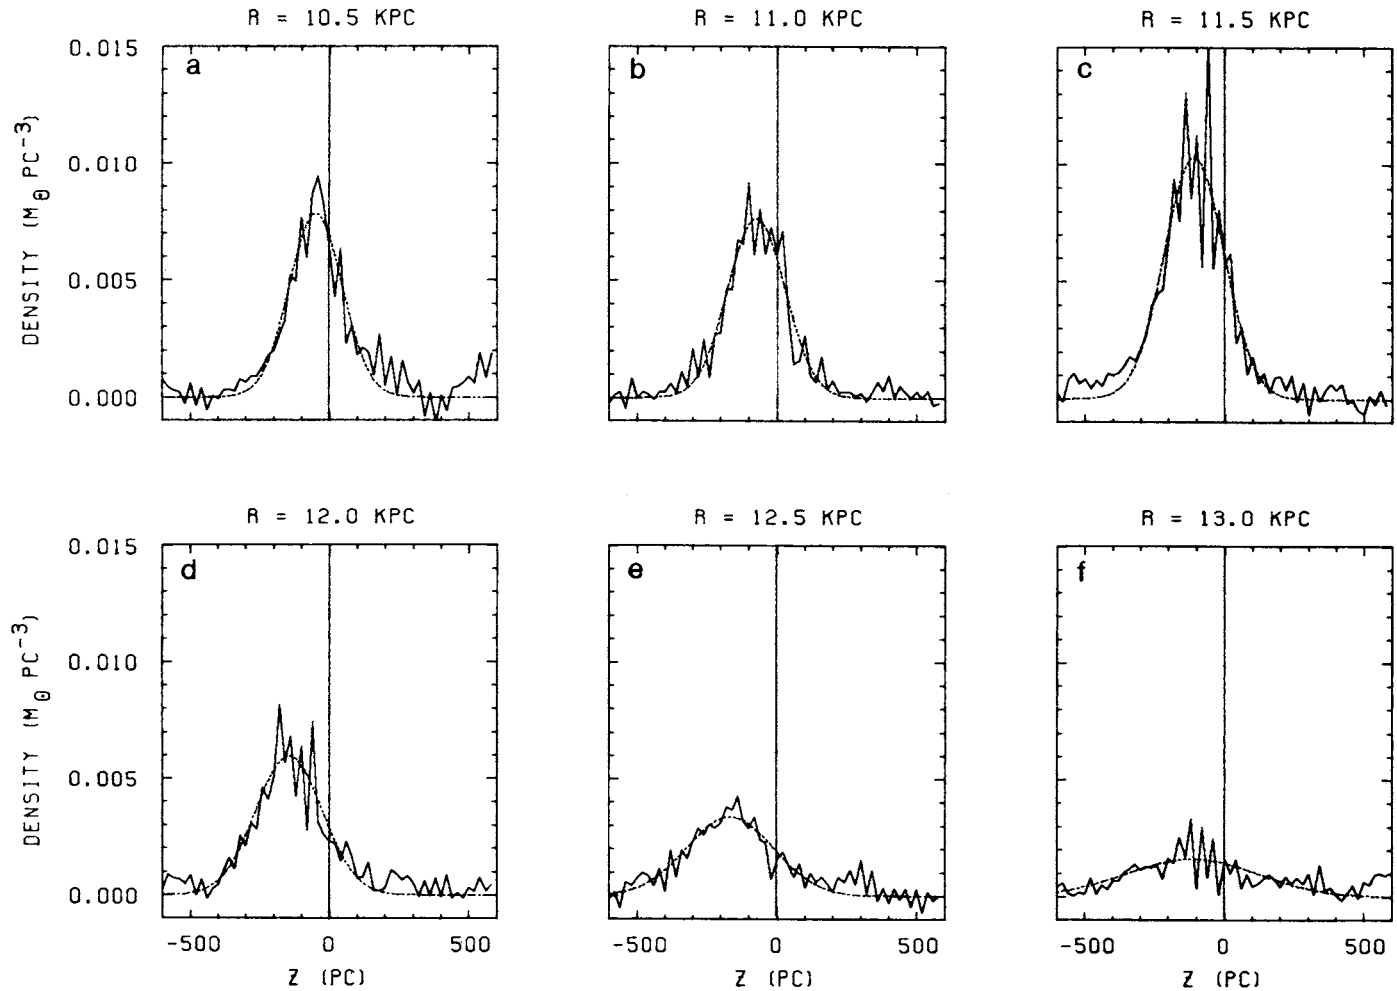 R = 10.5 KPC
R = 11.0 KPC
R = 11.5 KPC
a
b
c
0.015
0.010
0.005
0.000
DENSITY (M⊙ PC⁻³)
R = 12.0 KPC
R = 12.5 KPC
R = 13.0 KPC
d
e
f
0.015
0.010
0.005
0.000
DENSITY (M⊙ PC⁻³)
-500 0 500
-500 0 500
-500 0 500
Z (PC)
Z (PC)
Z (PC)